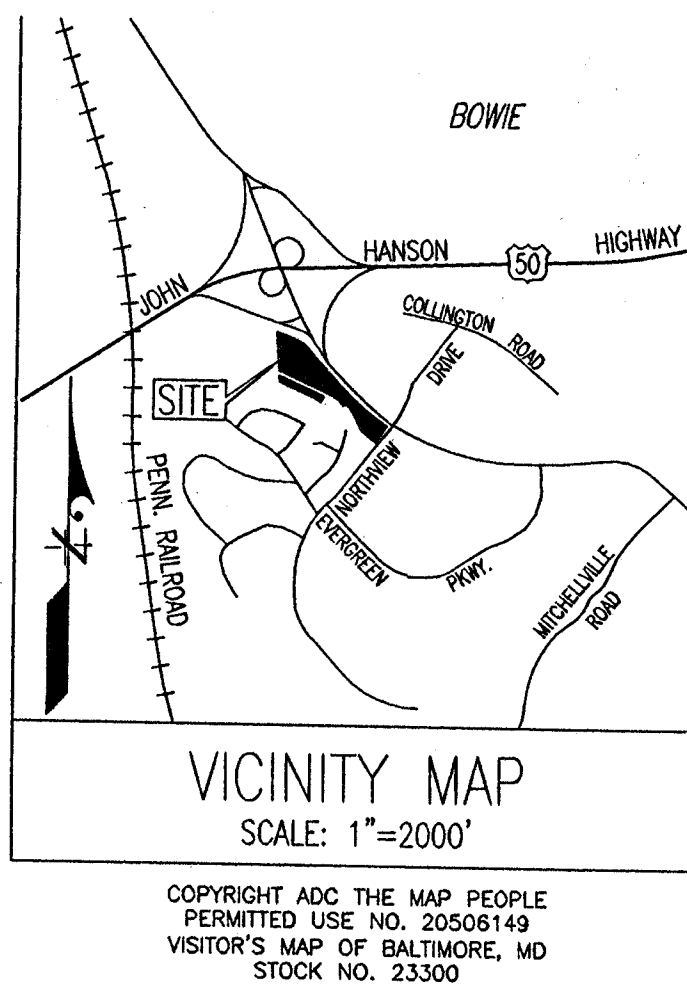 BOWIE
JOHN
HANSON
50
HIGHWAY
COLLINGTON
ROAD
DRIVE
SITE
NORTHVIEW
PENN. RAILROAD
EVERGREEN
PKWY.
MITCHELLVILLE
ROAD
VICINITY MAP
SCALE: 1"=2000'
COPYRIGHT ADC THE MAP PEOPLE
PERMITTED USE NO. 20506149
VISITOR'S MAP OF BALTIMORE, MD
STOCK NO. 23300